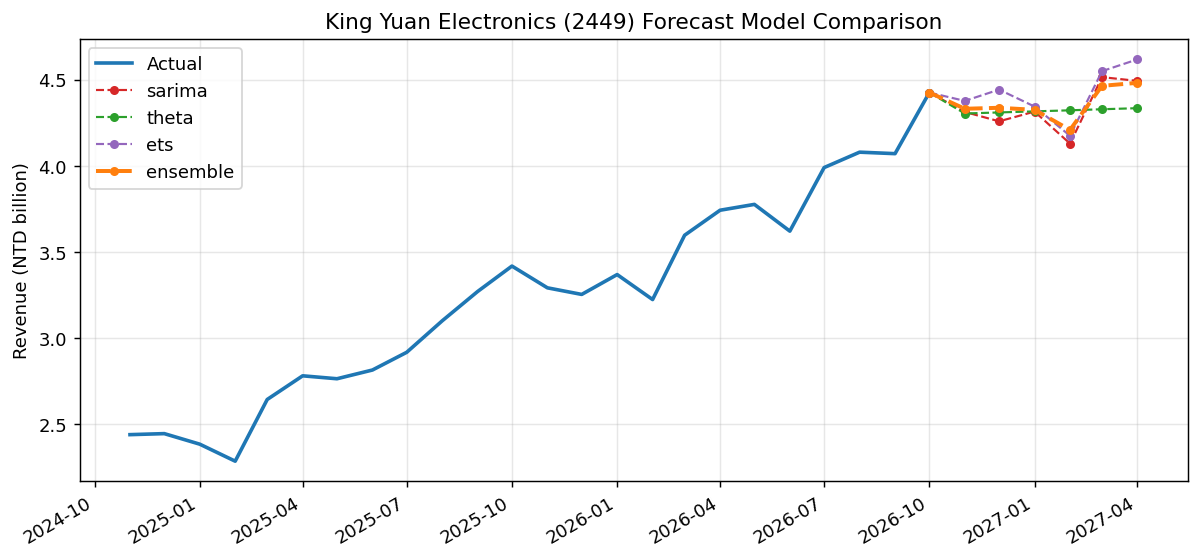 King Yuan Electronics (2449) Forecast Model Comparison
Actual
sarima
theta
ets
ensemble
Revenue (NTD billion)
4.5
4.0
3.5
3.0
2.5
2024-10
2025-01
2025-04
2025-07
2025-10
2026-01
2026-04
2026-07
2026-10
2027-01
2027-04